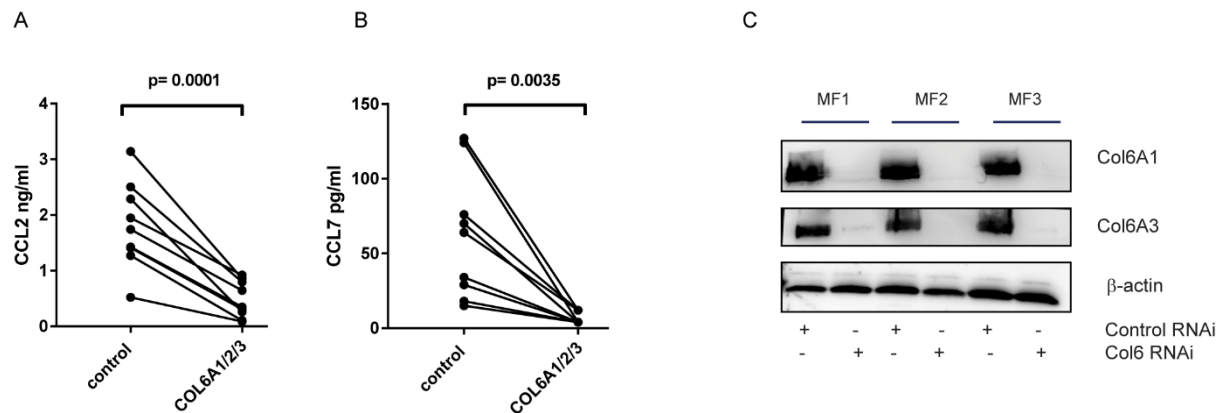 A
p= 0.0001
4
3
2
1
0
CCL2 ng/ml
control
COL6A1/2/3
B
p= 0.0035
150
100
50
0
CCL7 pg/ml
control
COL6A1/2/3
C
MF1 MF2 MF3
Col6A1
Col6A3
β-actin
+ - + - + - Control RNAi
- + - + - + Col6 RNAi